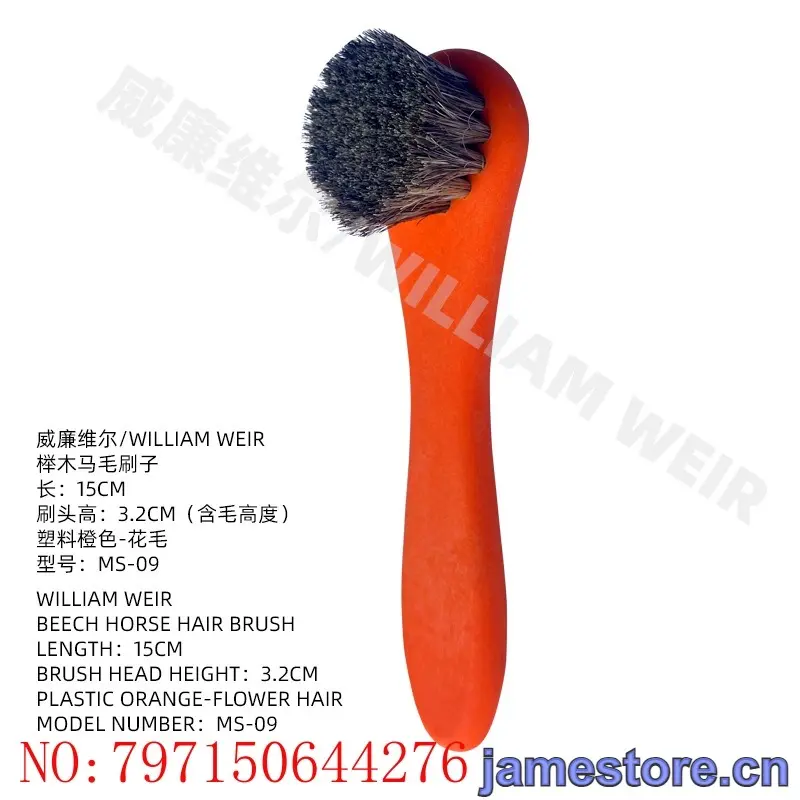 威廉维尔/WILLIAM WEIR
威廉维尔/WILLIAM WEIR
榉木马毛刷子
长：15CM
刷头高：3.2CM（含毛高度）
塑料橙色-花毛
型号：MS-09
WILLIAM WEIR
BEECH HORSE HAIR BRUSH
LENGTH：15CM
BRUSH HEAD HEIGHT：3.2CM
PLASTIC ORANGE-FLOWER HAIR
MODEL NUMBER：MS-09
NO:797150644276
jamestore.cn